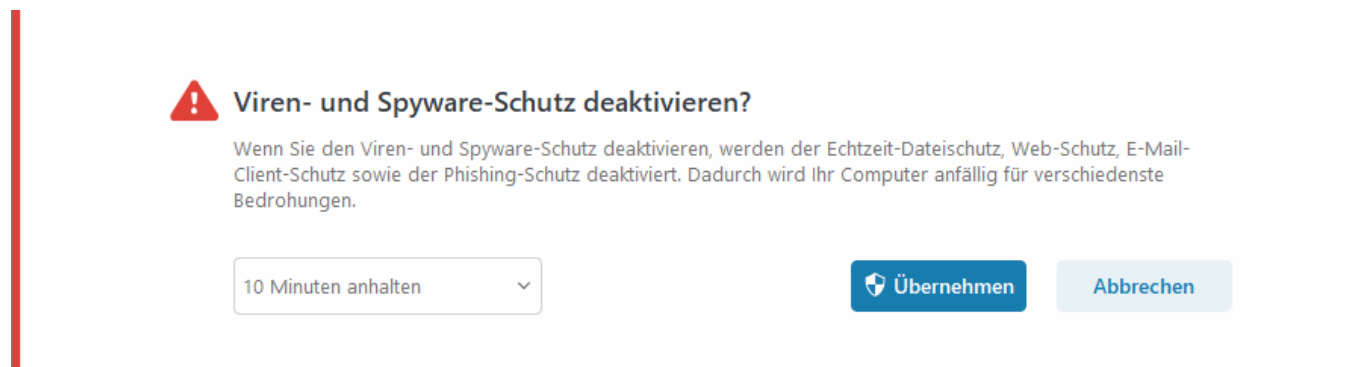 Viren- und Spyware-Schutz deaktivieren?
Wenn Sie den Viren- und Spyware-Schutz deaktivieren, werden der Echtzeit-Dateischutz, Web-Schutz, E-Mail-
Client-Schutz sowie der Phishing-Schutz deaktiviert. Dadurch wird Ihr Computer anfällig für verschiedenste
Bedrohungen.
10 Minuten anhalten
Übernehmen
Abbrechen